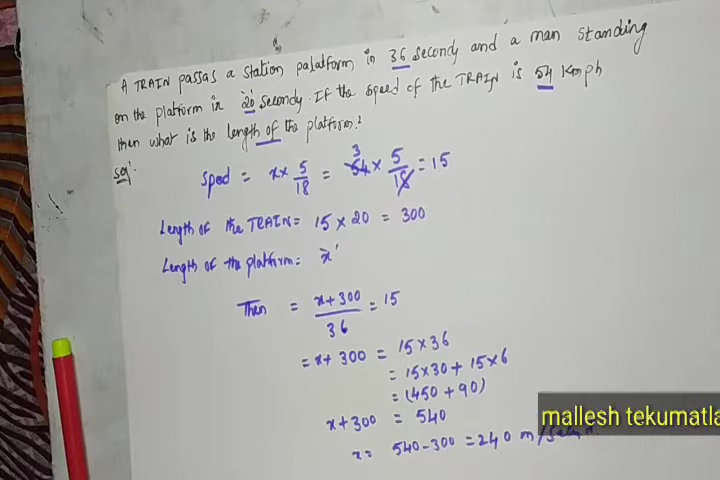 A TRAIN passas a station palatform in 36 secondy and a man standing
on the platform in 20 secondy. If the speed of the TRAIN is 54 kmph
then what is the length of the platform?
Sol:
Speed = x × 5/18 = 54 3 × 5/18 = 15
Length of the TRAIN = 15 × 20 = 300
Length of the platform = 'x'
Then = x+300/36 = 15
= x+ 300 = 15 × 36
= 15×30 + 15×6
= (450 + 90)
x+300 = 540
x = 540-300 = 240 m/
mallesh tekumatla